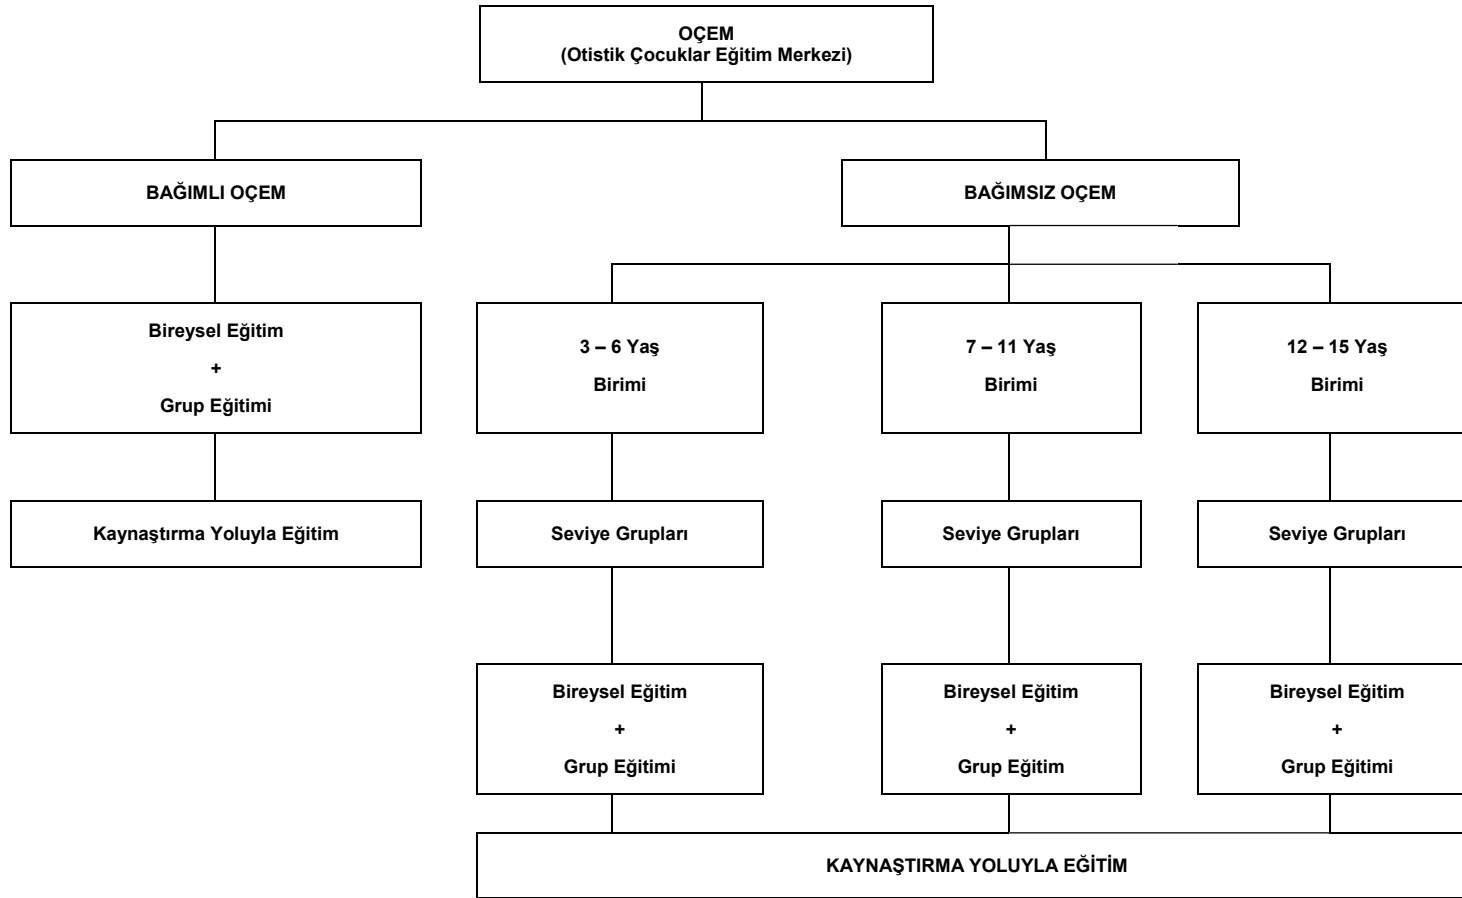 OÇEM
(Otistik Çocuklar Eğitim Merkezi)
BAĞIMLI OÇEM
BAĞIMSIZ OÇEM
Bireysel Eğitim
+
Grup Eğitimi
3 – 6 Yaş
Birimi
7 – 11 Yaş
Birimi
12 – 15 Yaş
Birimi
Kaynaştırma Yoluyla Eğitim
Seviye Grupları
Seviye Grupları
Seviye Grupları
Bireysel Eğitim
+
Grup Eğitimi
Bireysel Eğitim
+
Grup Eğitim
Bireysel Eğitim
+
Grup Eğitimi
KAYNAŞTIRMA YOLUYLA EĞİTİM